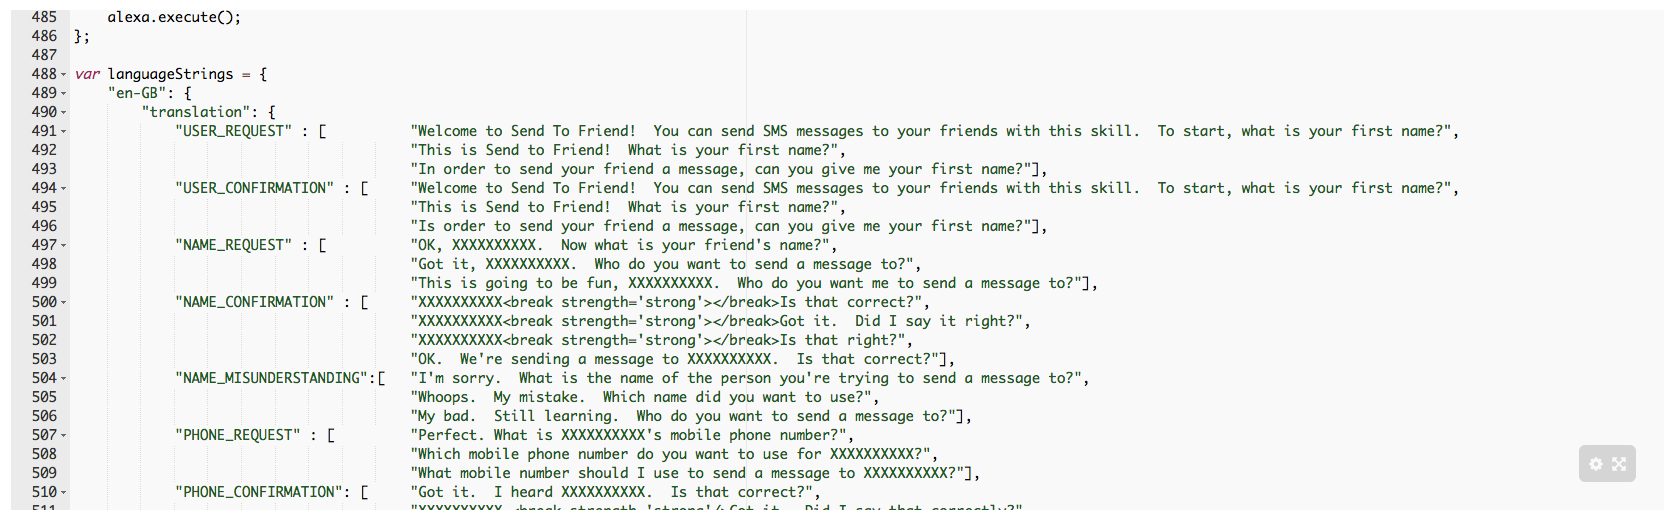 485     alexa.execute();
486 };
487
488 var languageStrings = {
489     "en-GB": {
490         "translation": {
491             "USER_REQUEST" : [          "Welcome to Send To Friend!  You can send SMS messages to your friends with this skill.  To start, what is your first name?",
492                                         "This is Send to Friend!  What is your first name?",
493                                         "In order to send your friend a message, can you give me your first name?"],
494             "USER_CONFIRMATION" : [     "Welcome to Send To Friend!  You can send SMS messages to your friends with this skill.  To start, what is your first name?",
495                                         "This is Send to Friend!  What is your first name?",
496                                         "Is order to send your friend a message, can you give me your first name?"],
497             "NAME_REQUEST" : [          "OK, XXXXXXXXXX.  Now what is your friend's name?",
498                                         "Got it, XXXXXXXXXX.  Who do you want to send a message to?",
499                                         "This is going to be fun, XXXXXXXXXX.  Who do you want me to send a message to?"],
500             "NAME_CONFIRMATION" : [     "XXXXXXXXXX<break strength='strong'></break>Is that correct?",
501                                         "XXXXXXXXXX<break strength='strong'></break>Got it.  Did I say it right?",
502                                         "XXXXXXXXXX<break strength='strong'></break>Is that right?",
503                                         "OK.  We're sending a message to XXXXXXXXXX.  Is that correct?"],
504             "NAME_MISUNDERSTANDING":[   "I'm sorry.  What is the name of the person you're trying to send a message to?",
505                                         "Whoops.  My mistake.  Which name did you want to use?",
506                                         "My bad.  Still learning.  Who do you want to send a message to?"],
507             "PHONE_REQUEST" : [         "Perfect. What is XXXXXXXXXX's mobile phone number?",
508                                         "Which mobile phone number do you want to use for XXXXXXXXXX?",
509                                         "What mobile number should I use to send a message to XXXXXXXXXX?"],
510             "PHONE_CONFIRMATION": [     "Got it.  I heard XXXXXXXXXX.  Is that correct?",